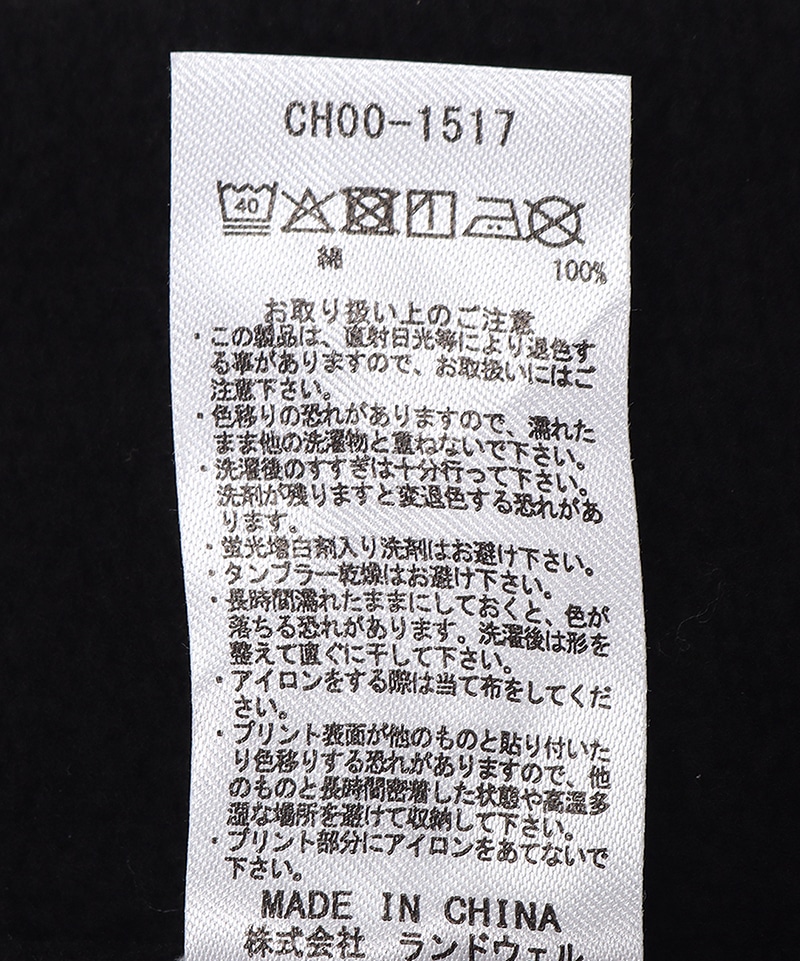 CH00-1517
40
綿 100%
お取り扱い上のご注意
・この製品は、直射日光等により退色す
る事がありますので、お取扱いにはご
注意下さい。
・色移りの恐れがありますので、濡れた
まま他の洗濯物と重ねないで下さい。
・洗濯後のすすぎは十分行って下さい。
洗剤が残りますと変退色する恐れがあ
ります。
・蛍光増白剤入り洗剤はお避け下さい。
・タンブラー乾燥はお避け下さい。
・長時間濡れたままにしておくと、色が
落ちる恐れがあります。洗濯後は形を
整えて直ぐに干して下さい。
・アイロンをする際は当て布をしてくだ
さい。
・プリント表面が他のものと貼り付いた
り色移りする恐れがありますので、他
のものと長時間密着した状態や高温多
湿な場所を避けて収納して下さい。
・プリント部分にアイロンをあてないで
下さい。
MADE IN CHINA
株式会社 ランドウェル